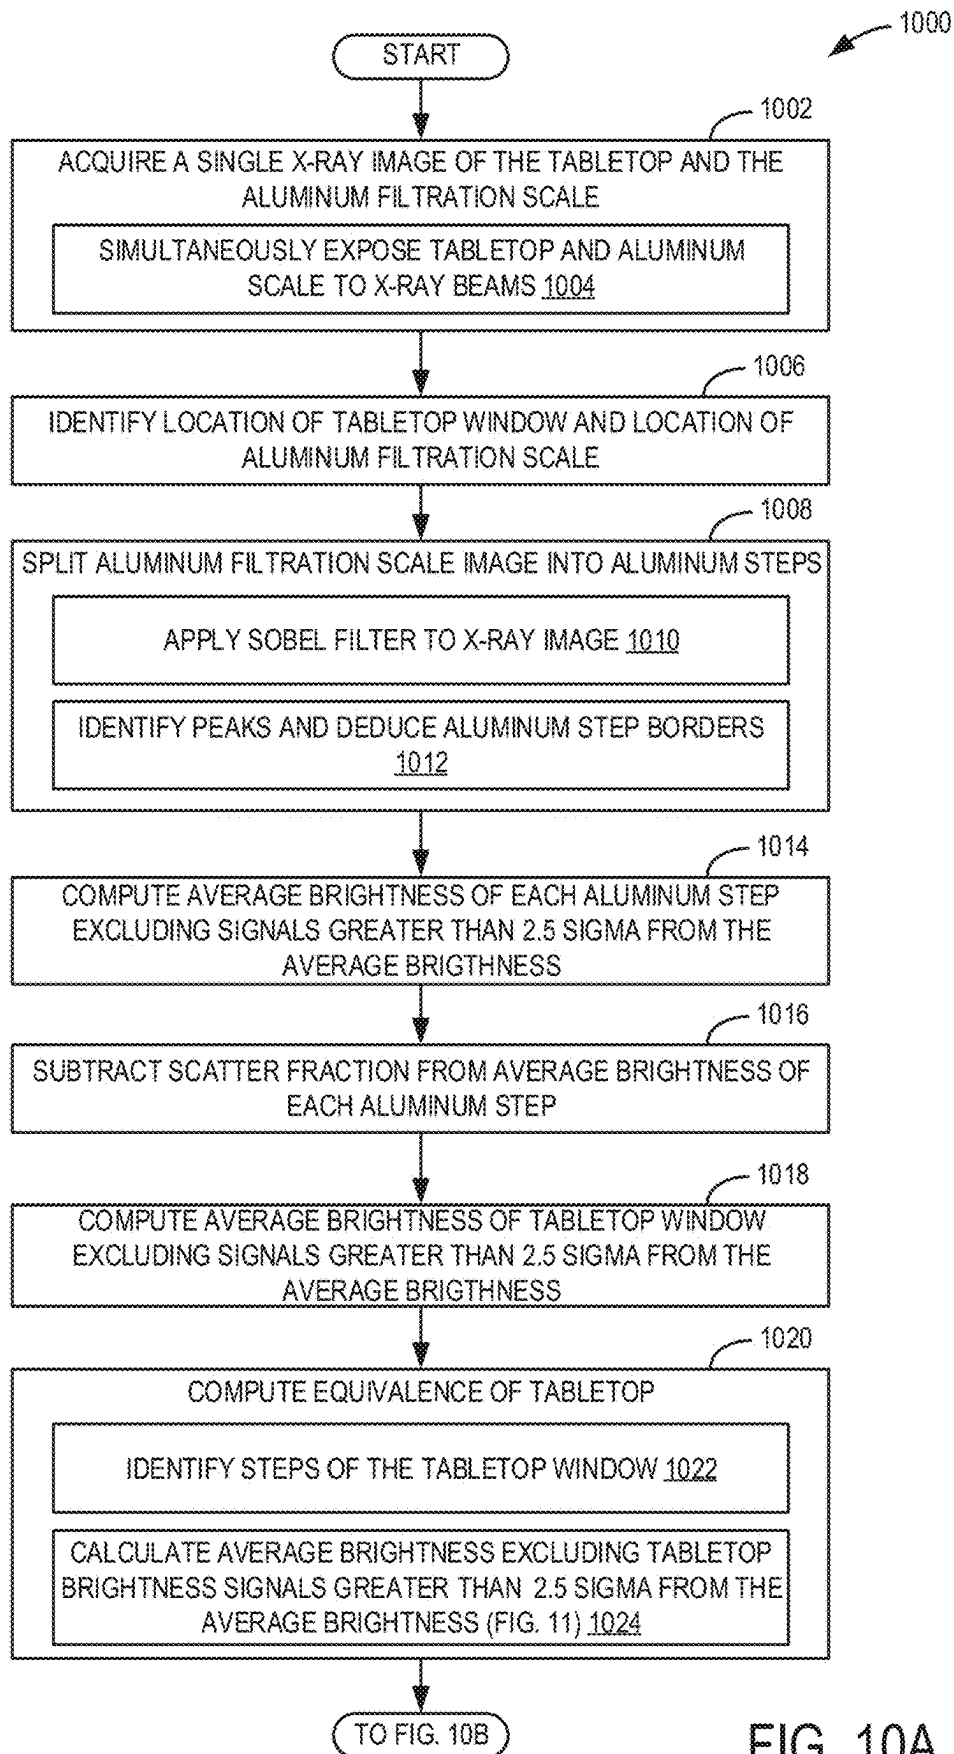 1000
START
1002
ACQUIRE A SINGLE X-RAY IMAGE OF THE TABLETOP AND THE
ALUMINUM FILTRATION SCALE
SIMULTANEOUSLY EXPOSE TABLETOP AND ALUMINUM
SCALE TO X-RAY BEAMS 1004
1006
IDENTIFY LOCATION OF TABLETOP WINDOW AND LOCATION OF
ALUMINUM FILTRATION SCALE
1008
SPLIT ALUMINUM FILTRATION SCALE IMAGE INTO ALUMINUM STEPS
APPLY SOBEL FILTER TO X-RAY IMAGE 1010
IDENTIFY PEAKS AND DEDUCE ALUMINUM STEP BORDERS
1012
1014
COMPUTE AVERAGE BRIGHTNESS OF EACH ALUMINUM STEP
EXCLUDING SIGNALS GREATER THAN 2.5 SIGMA FROM THE
AVERAGE BRIGTHNESS
1016
SUBTRACT SCATTER FRACTION FROM AVERAGE BRIGHTNESS OF
EACH ALUMINUM STEP
1018
COMPUTE AVERAGE BRIGHTNESS OF TABLETOP WINDOW
EXCLUDING SIGNALS GREATER THAN 2.5 SIGMA FROM THE
AVERAGE BRIGTHNESS
1020
COMPUTE EQUIVALENCE OF TABLETOP
IDENTIFY STEPS OF THE TABLETOP WINDOW 1022
CALCULATE AVERAGE BRIGHTNESS EXCLUDING TABLETOP
BRIGHTNESS SIGNALS GREATER THAN 2.5 SIGMA FROM THE
AVERAGE BRIGHTNESS (FIG. 11) 1024
TO FIG. 10B
FIG. 10A